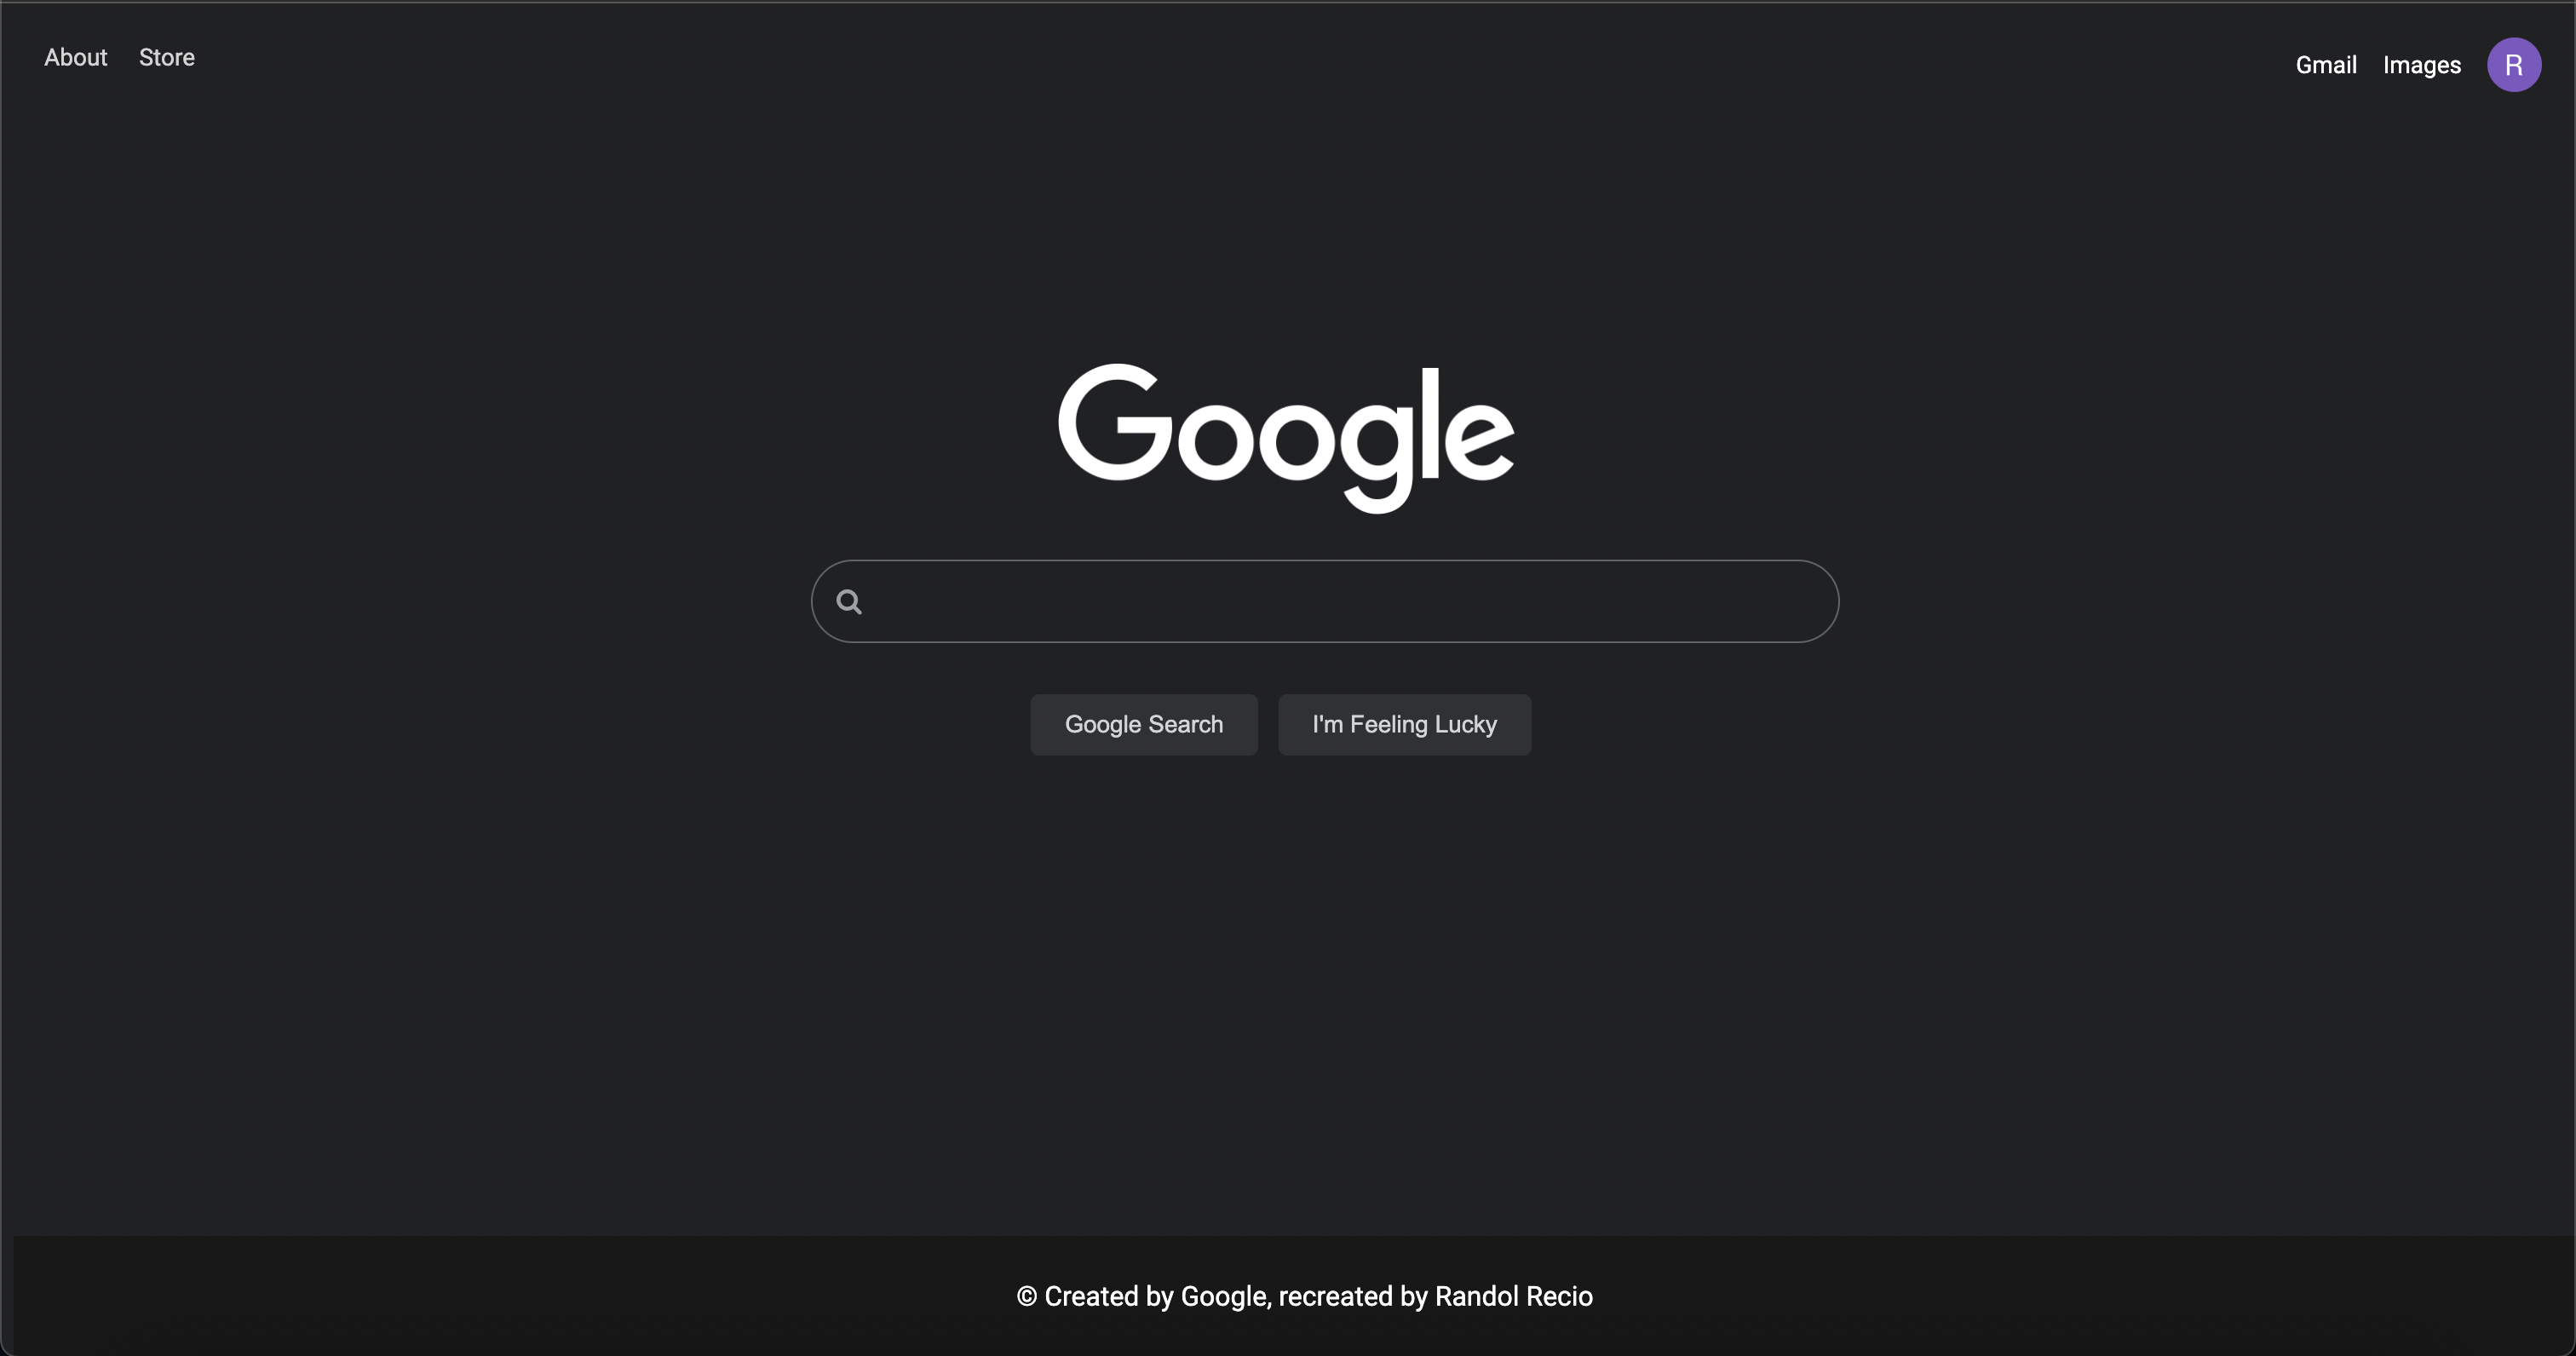 About Store
Gmail Images R
Google
Google Search I'm Feeling Lucky
© Created by Google, recreated by Randol Recio